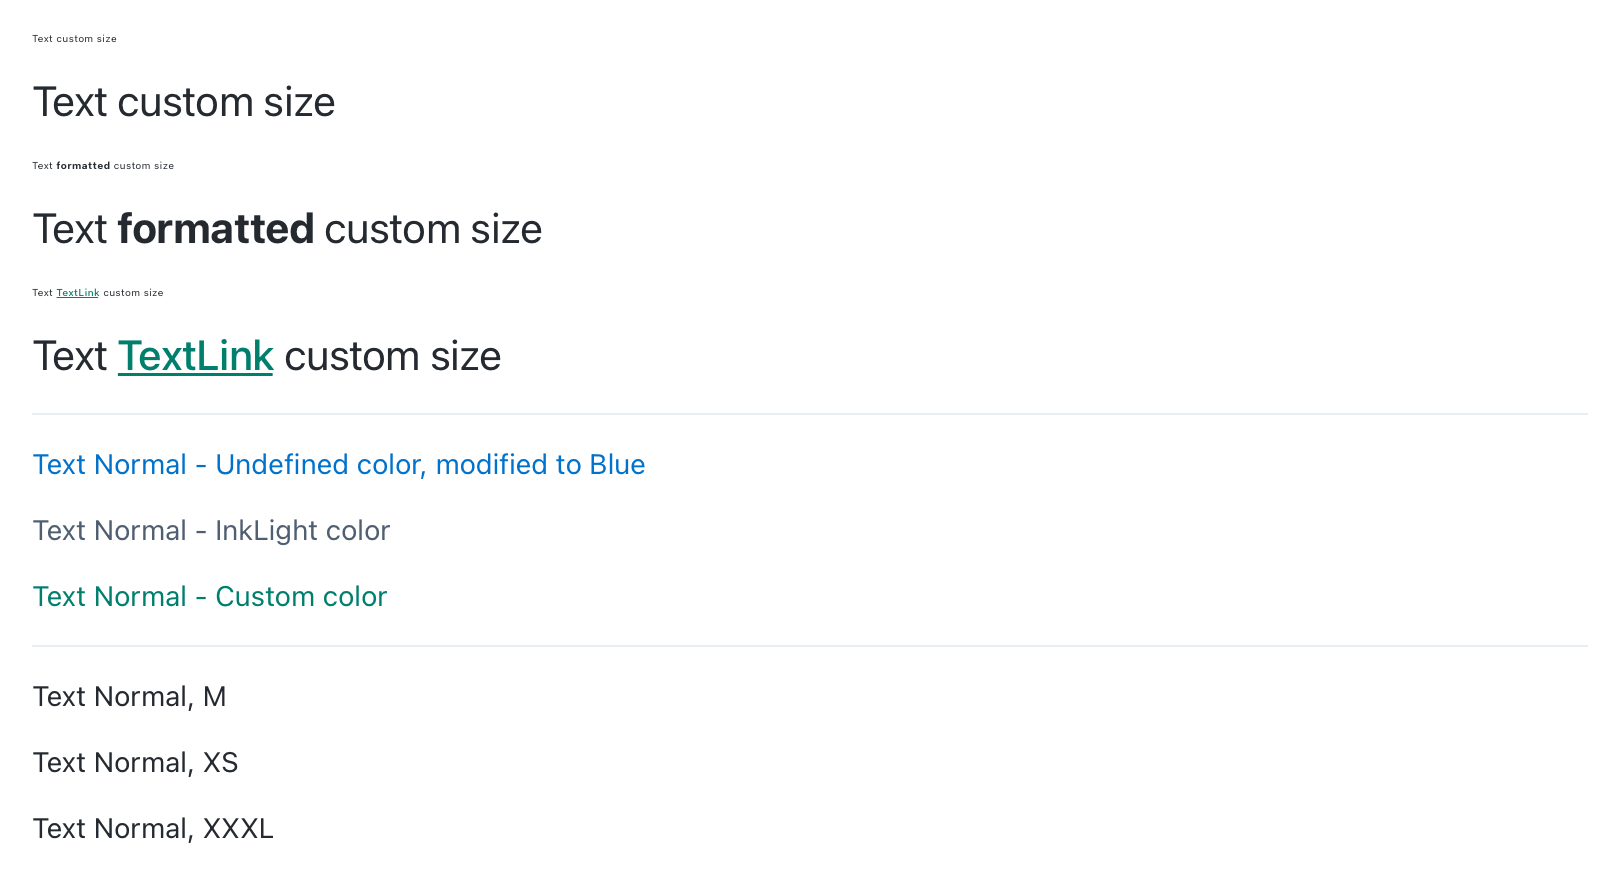 Text custom size
Text custom size
Text formatted custom size
Text formatted custom size
Text TextLink custom size
Text TextLink custom size
Text Normal - Undefined color, modified to Blue
Text Normal - InkLight color
Text Normal - Custom color
Text Normal, M
Text Normal, XS
Text Normal, XXXL